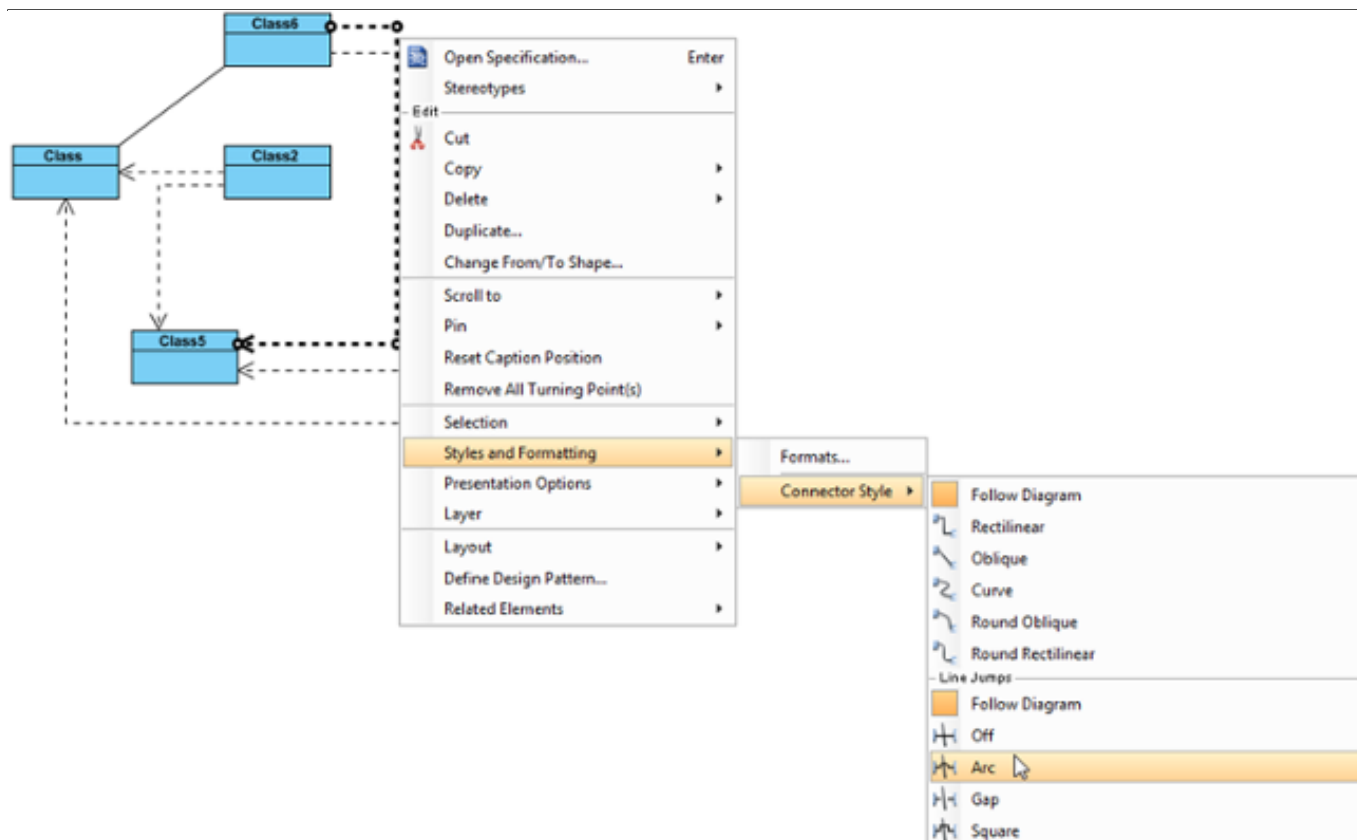 Class6
Class
Class2
Class5
Open Specification... Enter
Stereotypes
Edit
Cut
Copy
Delete
Duplicate...
Change From/To Shape...
Scroll to
Pin
Reset Caption Position
Remove All Turning Point(s)
Selection
Styles and Formatting
Presentation Options
Layer
Layout
Define Design Pattern...
Related Elements
Formats...
Connector Style
Follow Diagram
Rectilinear
Oblique
Curve
Round Oblique
Round Rectilinear
Line Jumps
Follow Diagram
Off
Arc
Gap
Square